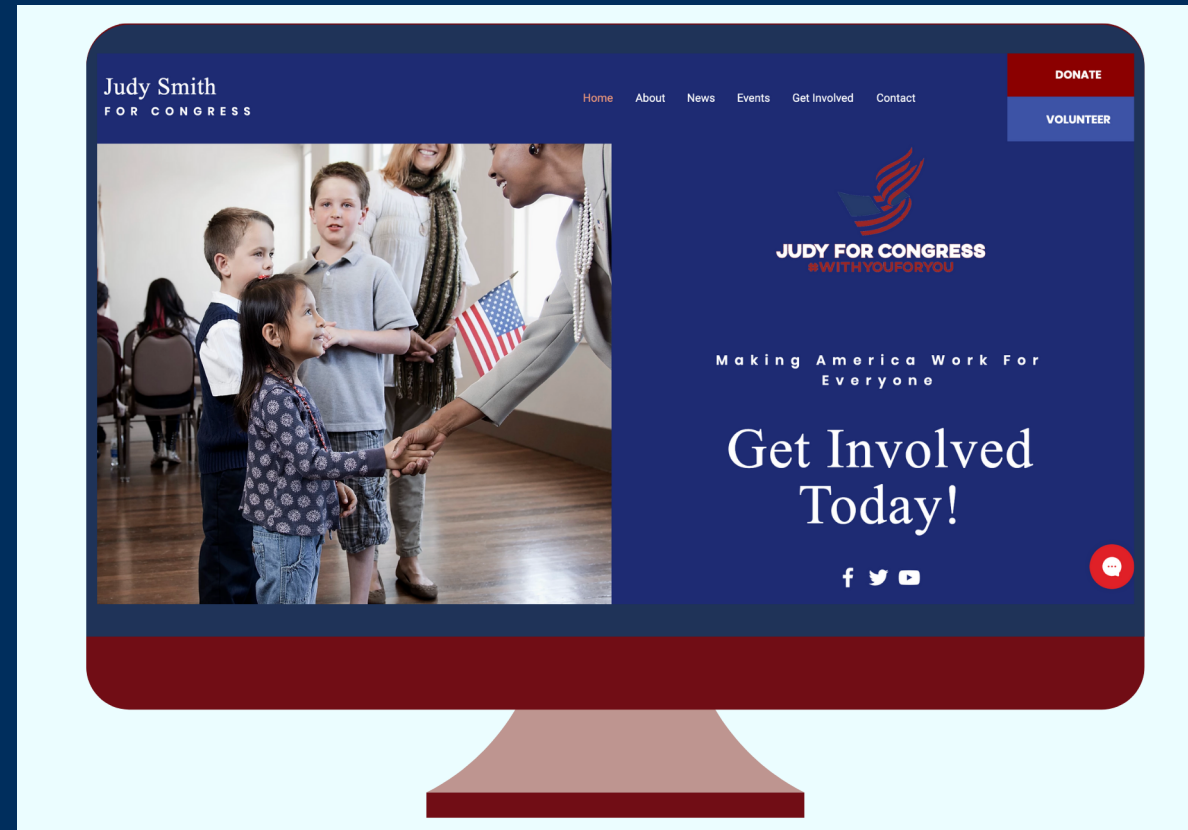 Judy Smith
FOR CONGRESS
Home About News Events Get Involved Contact
DONATE
VOLUNTEER
JUDY FOR CONGRESS
#WITHYOUFORYOU
Making America Work For
Everyone
Get Involved
Today!